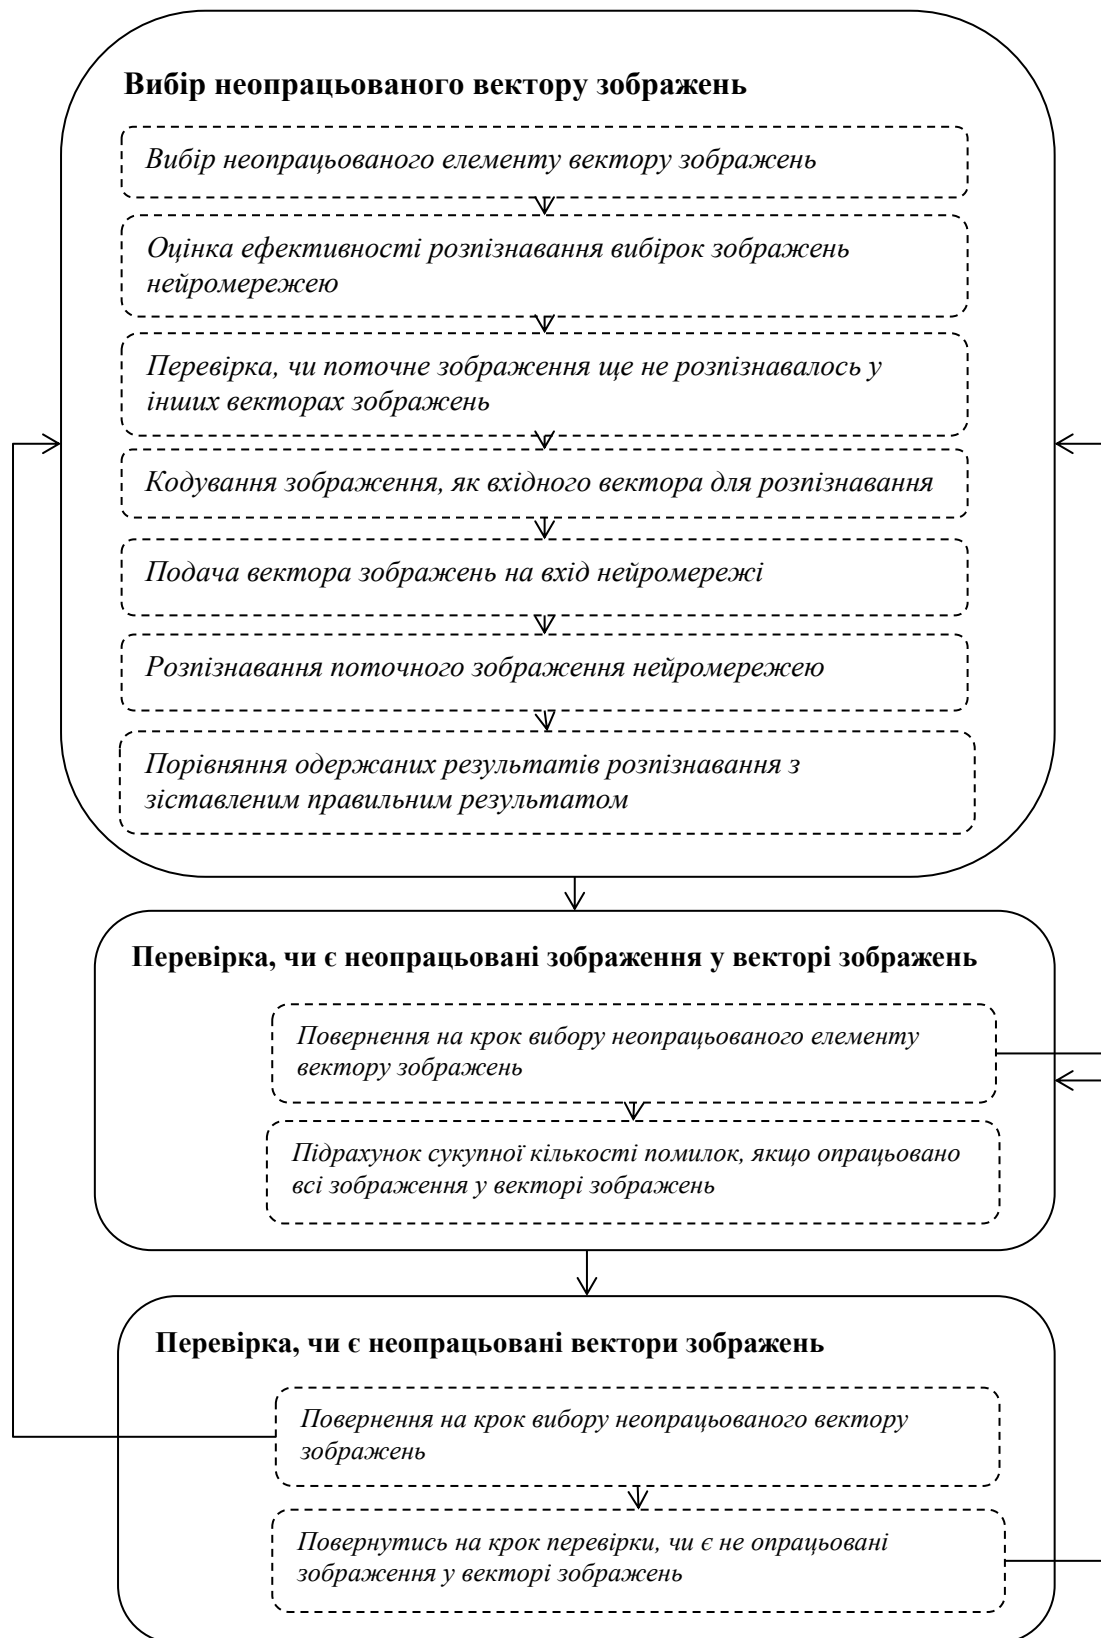 Вибір неопрацьованого вектору зображень
Вибір неопрацьованого елементу вектору зображень
Оцінка ефективності розпізнавання вибірок зображень
нейромережею
Перевірка, чи поточне зображення ще не розпізнавалось у
інших векторах зображень
Кодування зображення, як вхідного вектора для розпізнавання
Подача вектора зображень на вхід нейромережі
Розпізнавання поточного зображення нейромережею
Порівняння одержаних результатів розпізнавання з
зіставленим правильним результатом
Перевірка, чи є неопрацьовані зображення у векторі зображень
Повернення на крок вибору неопрацьованого елементу
вектору зображень
Підрахунок сукупної кількості помилок, якщо опрацьовано
всі зображення у векторі зображень
Перевірка, чи є неопрацьовані вектори зображень
Повернення на крок вибору неопрацьованого вектору
зображень
Повернутись на крок перевірки, чи є не опрацьовані
зображення у векторі зображень